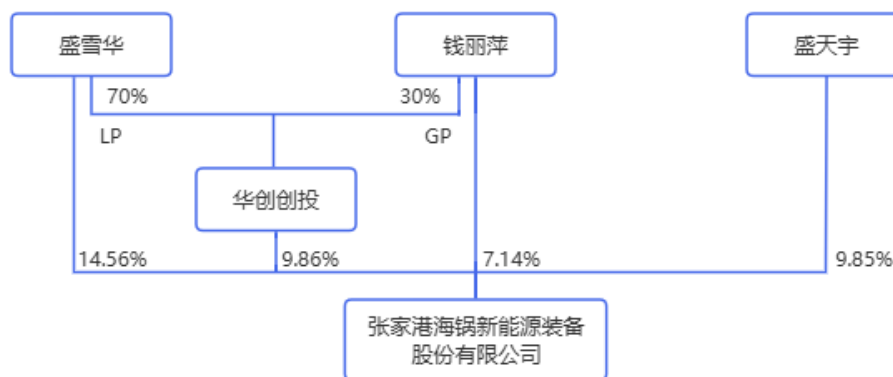 盛雪华
钱丽萍
盛天宇
70%
30%
LP
GP
华创创投
14.56%
9.86%
7.14%
9.85%
张家港海锅新能源装备
股份有限公司